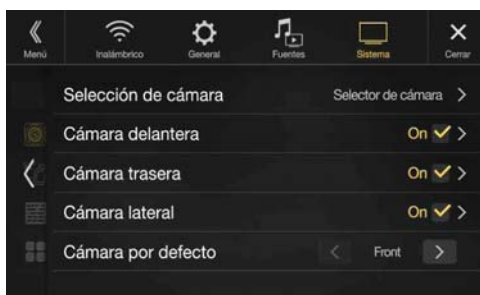 Menú Inalámbrico General Fuentes Sistema Cerrar
Selección de cámara Selector de cámara
Cámara delantera On
Cámara trasera On
Cámara lateral On
Cámara por defecto Front